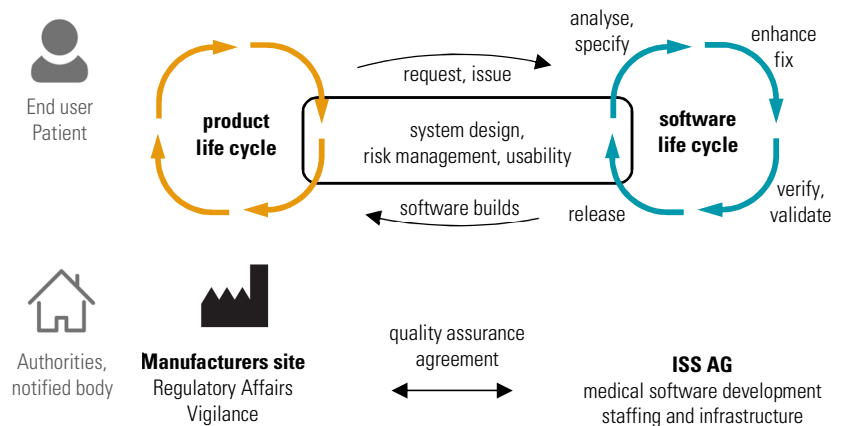 analyse,
specify
enhance
fix
request, issue
End user
Patient
product
life cycle
system design,
risk management, usability
software
life cycle
software builds
release
verify,
validate
quality assurance
agreement
Authorities,
notified body
Manufacturers site
Regulatory Affairs
Vigilance
ISS AG
medical software development
staffing and infrastructure